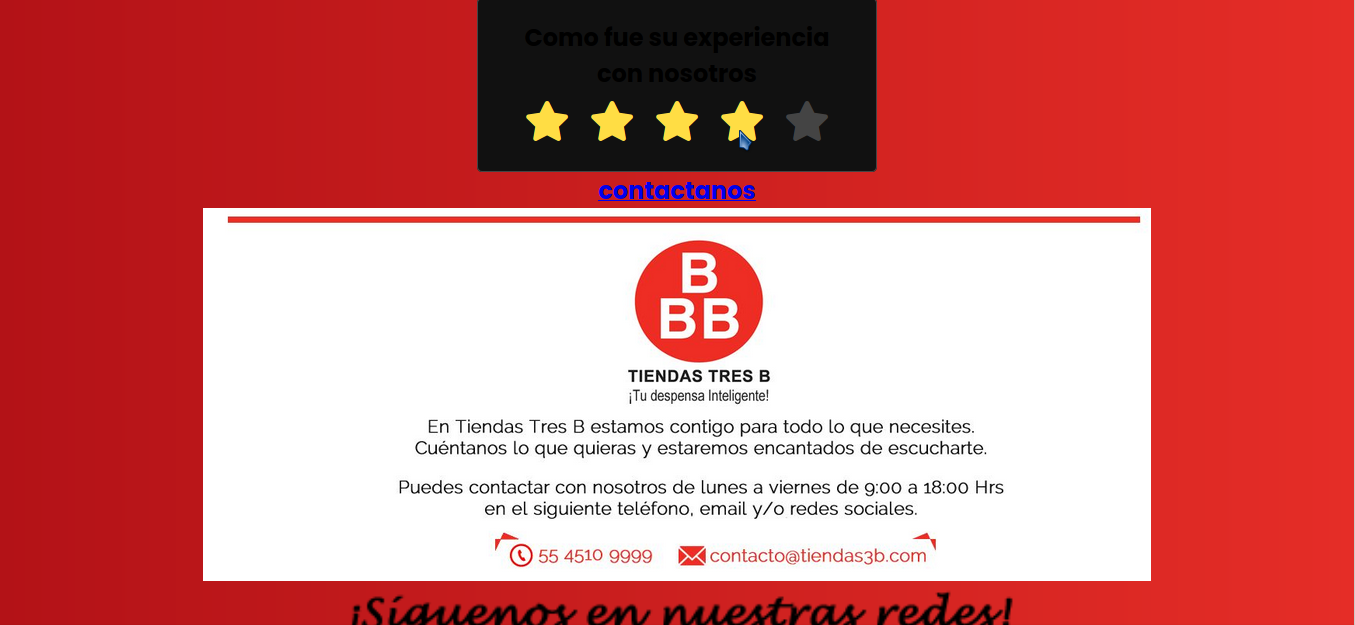 Como fue su experiencia
con nosotros
contactanos
B
BB
TIENDAS TRES B
¡Tu despensa Inteligente!
En Tiendas Tres B estamos contigo para todo lo que necesites.
Cuéntanos lo que quieras y estaremos encantados de escucharte.
Puedes contactar con nosotros de lunes a viernes de 9:00 a 18:00 Hrs
en el siguiente teléfono, email y/o redes sociales.
55 4510 9999 contacto@tiendas3b.com
¡Síguenos en nuestras redes!